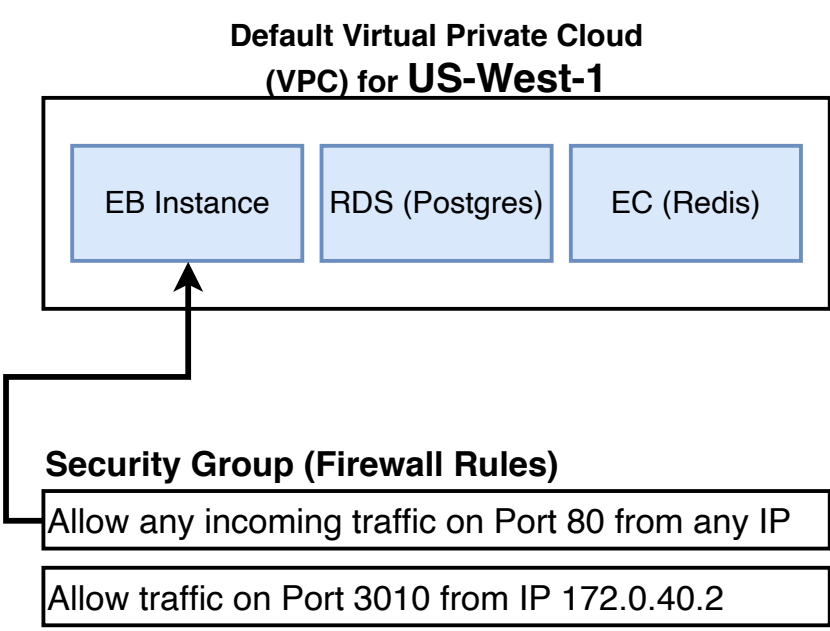 Default Virtual Private Cloud
(VPC) for US-West-1
EB Instance
RDS (Postgres)
EC (Redis)
Security Group (Firewall Rules)
Allow any incoming traffic on Port 80 from any IP
Allow traffic on Port 3010 from IP 172.0.40.2